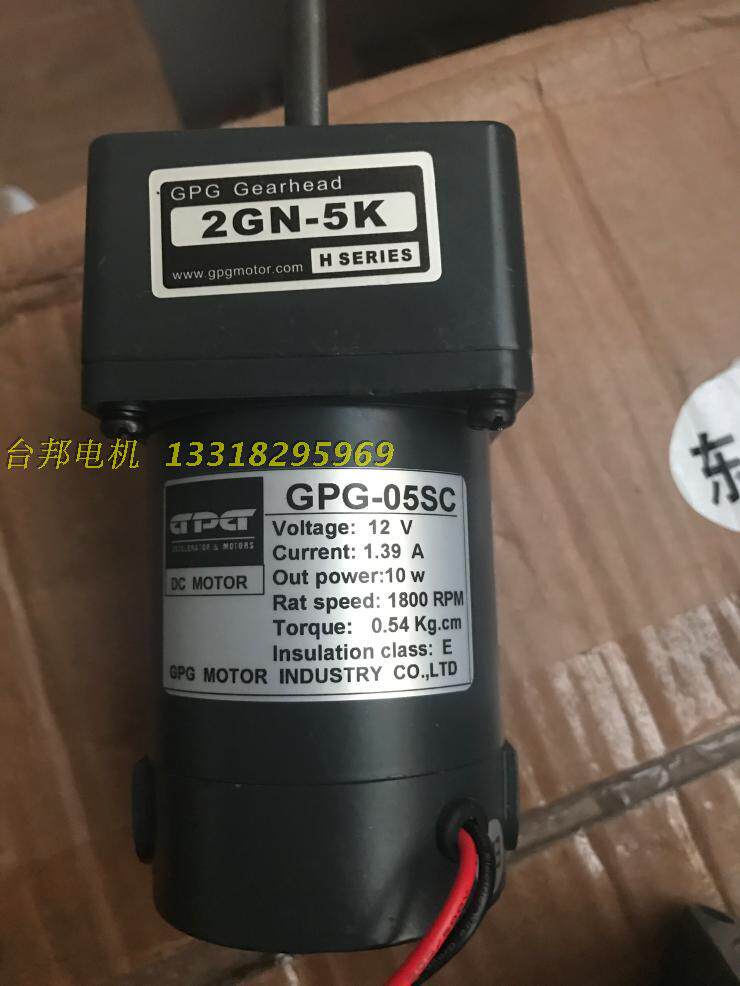 GPG Gearhead
2GN-5K
www.gpgmotor.com H SERIES
台邦电机 13318295969
东
GPG
DC MOTOR
GPG-05SC
Voltage: 12 V
Current: 1.39 A
Out power:10 w
Rat speed: 1800 RPM
Torque: 0.54 Kg.cm
Insulation class: E
GPG MOTOR INDUSTRY CO.,LTD